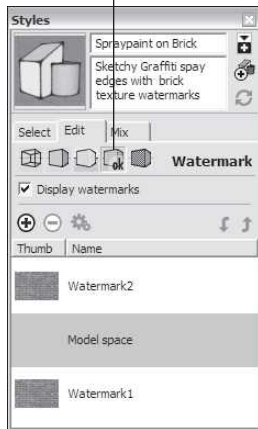 Styles
Spraypaint on Brick
Sketchy Graffiti spay
edges with brick
texture watermarks
Select Edit Mix
ok
Watermark
Display watermarks
Thumb Name
Watermark2
Model space
Watermark1